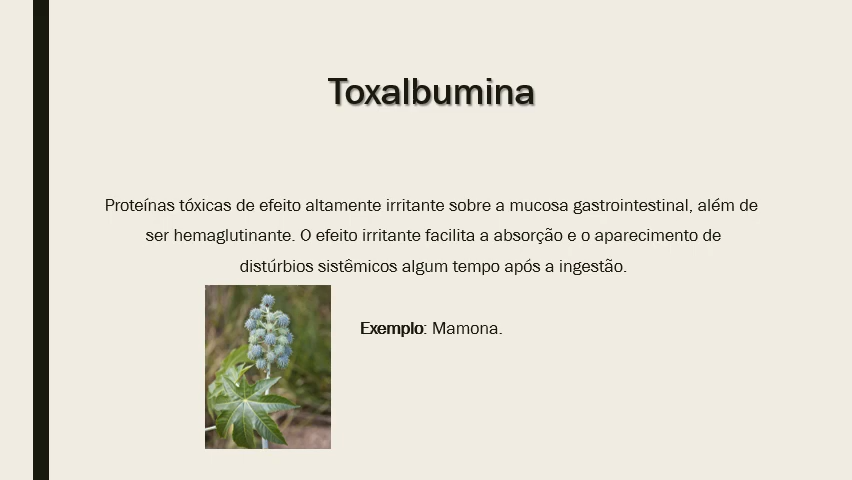 Toxalbumina
Proteínas tóxicas de efeito altamente irritante sobre a mucosa gastrointestinal, além de
ser hemaglutinante. O efeito irritante facilita a absorção e o aparecimento de
distúrbios sistêmicos algum tempo após a ingestão.
Exemplo: Mamona.